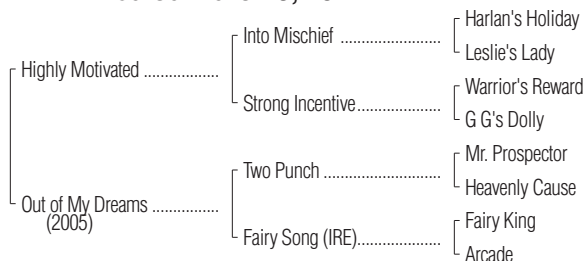 Harlan's Holiday
Into Mischief ....................
Leslie's Lady
Highly Motivated ..................
Warrior's Reward
Strong Incentive.....................
G G's Dolly
Mr. Prospector
Two Punch .........................
Heavenly Cause
Out of My Dreams ................
(2005)
Fairy King
Fairy Song (IRE)....................
Arcade